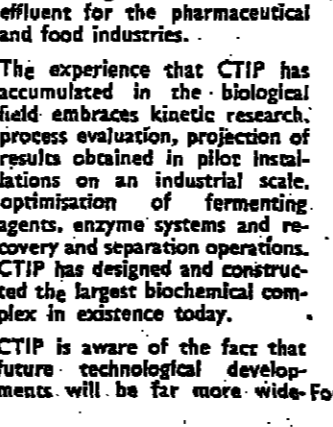 effluent for the pharmaceutical
and food industries.
The experience that CTIP has
accumulated in the biological
field embraces kinetic research,
process evaluation, projection of
results obtained in pilot instal-
lations on an industrial scale,
optimisation of fermenting
agents, enzyme systems and re-
covery and separation operations.
CTIP has designed and construc-
ted the largest biochemical com-
plex in existence today.
CTIP is aware of the fact that
future technological develop-
ments will be far more wide-Fo